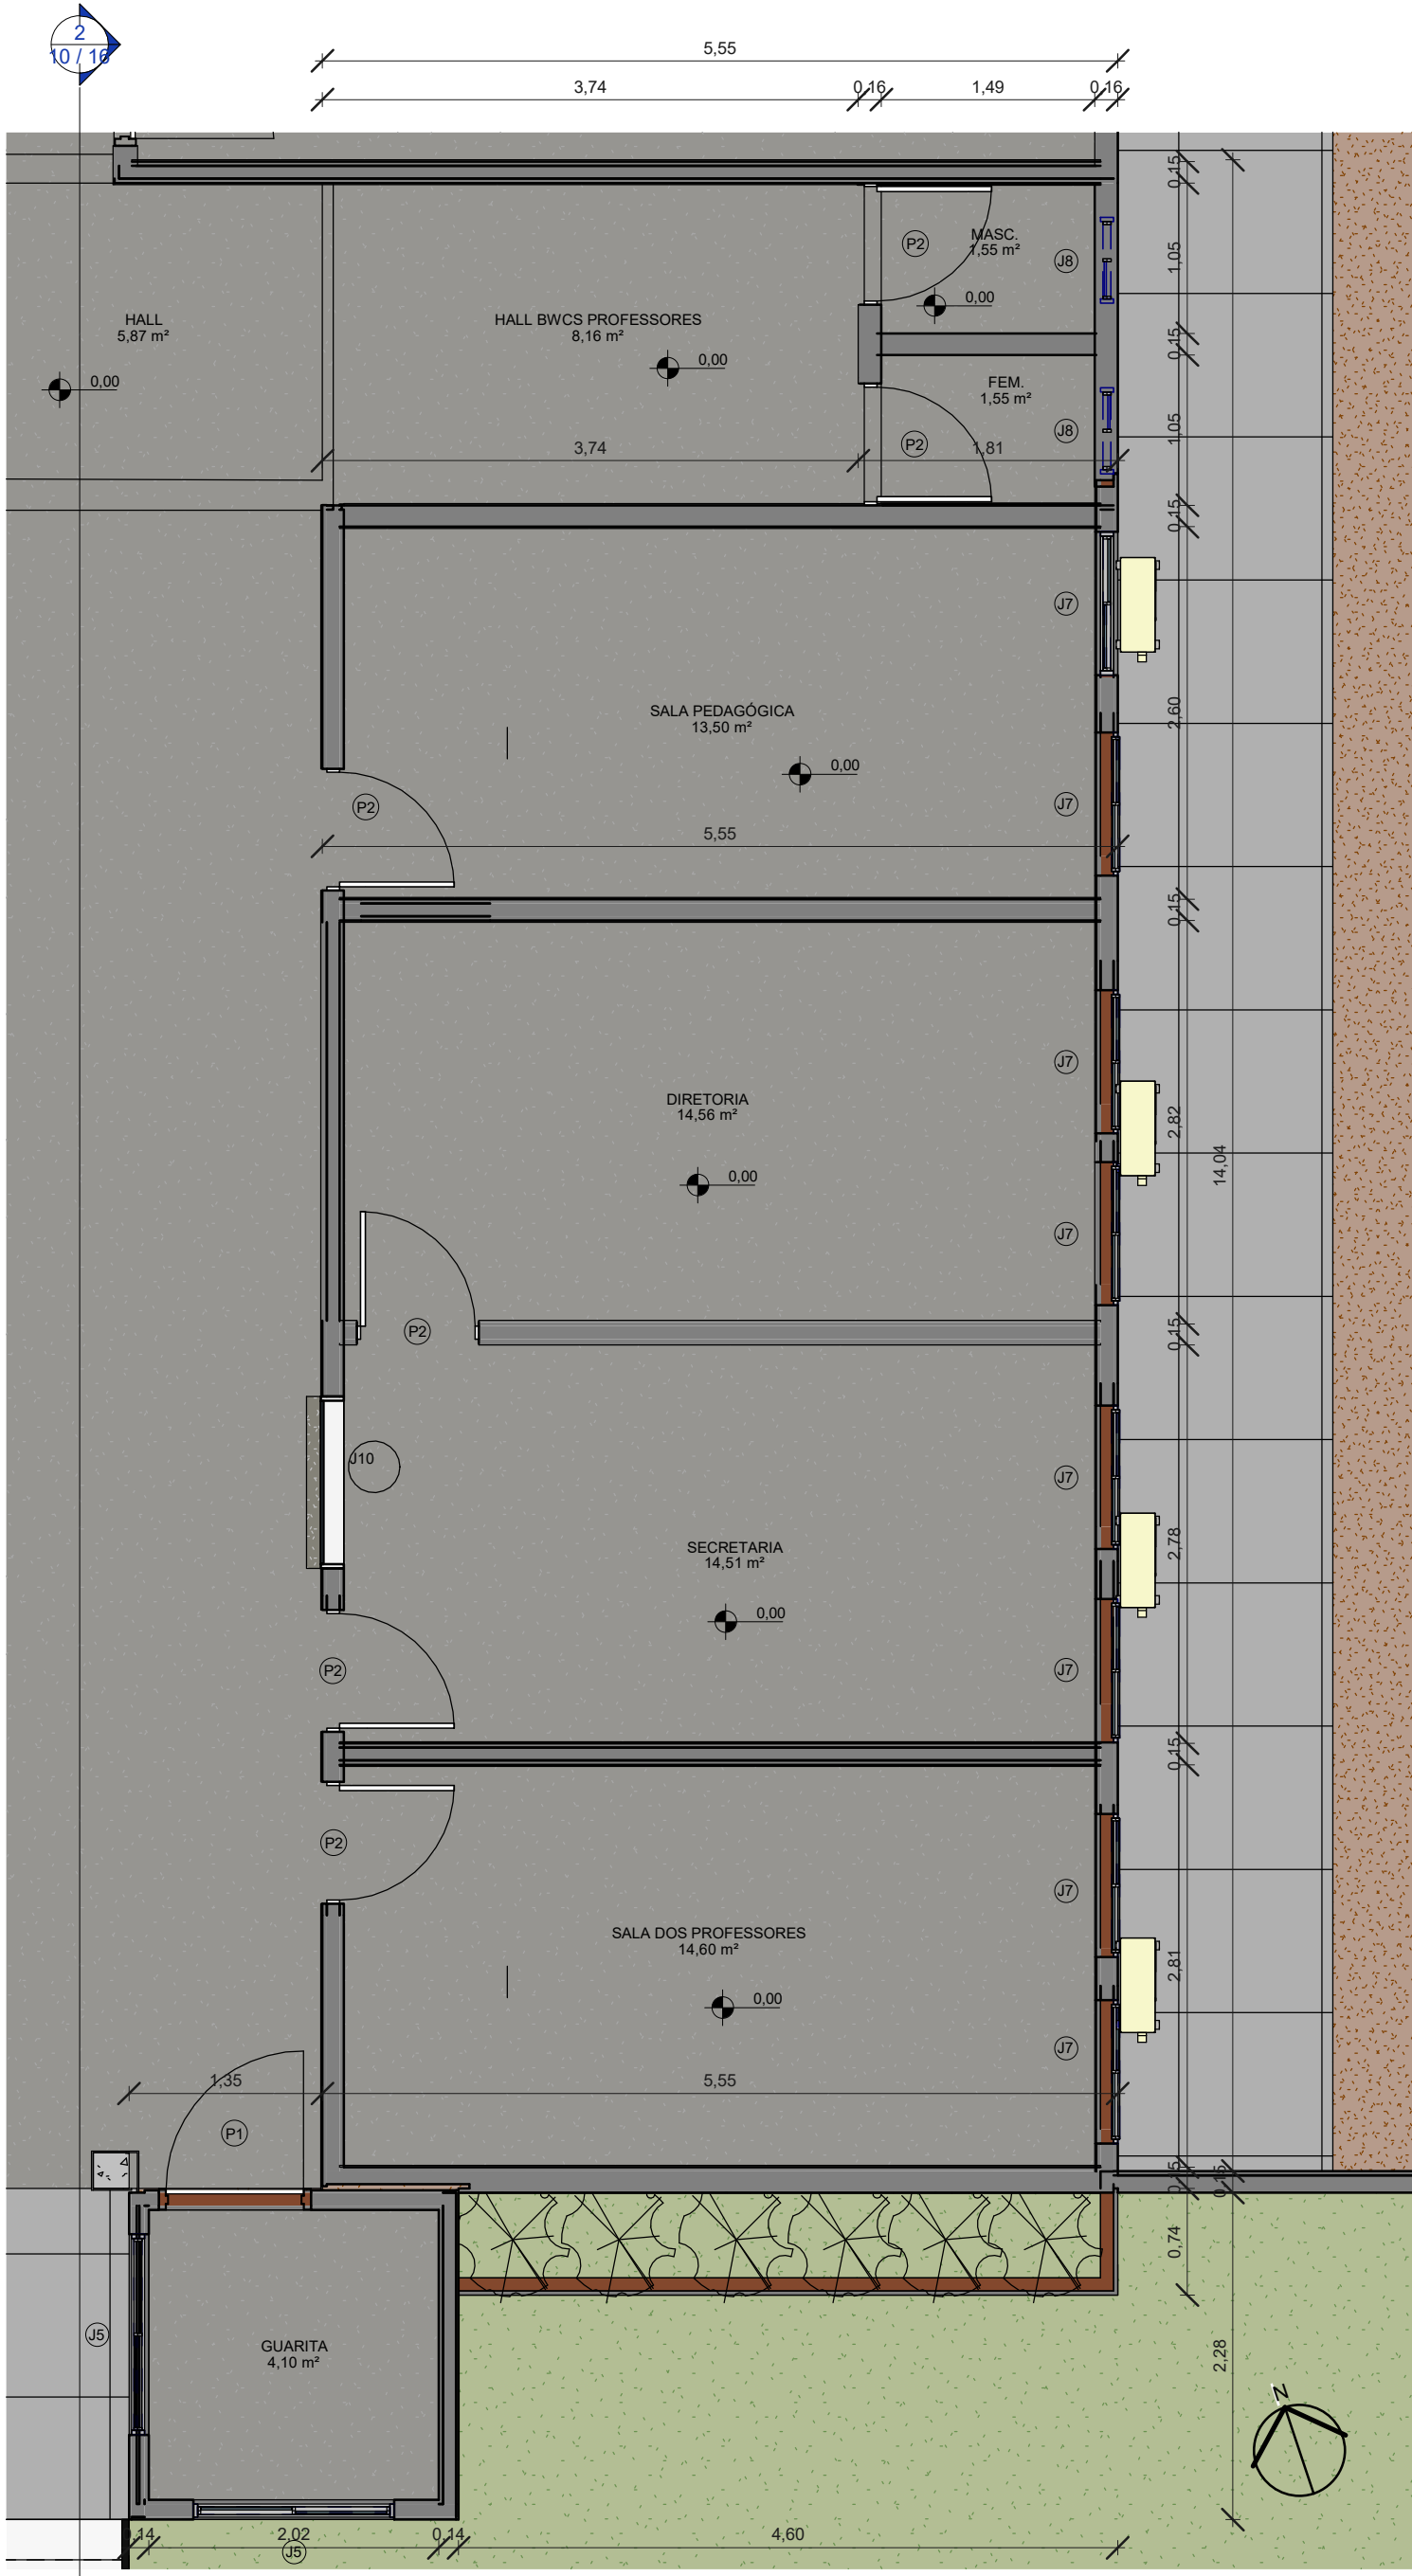 2
10 / 16
5,55
3,74
0,16
1,49
0,16
0,15
MASC.
1,55 m²
P2
J8
1,05
0,00
HALL
5,87 m²
HALL BWCS PROFESSORES
8,16 m²
0,00
0,00
0,15
FEM.
1,55 m²
P2
J8
1,05
3,74
1,81
0,15
J7
SALA PEDAGÓGICA
13,50 m²
2,60
0,00
P2
J7
5,55
0,15
J7
DIRETORIA
14,56 m²
2,82
14,04
0,00
J7
P2
0,15
J10
J7
SECRETARIA
14,51 m²
2,78
0,00
P2
J7
0,15
P2
J7
SALA DOS PROFESSORES
14,60 m²
2,81
0,00
J7
1,35
5,55
P1
0,15
0,15
0,74
J5
GUARITA
4,10 m²
2,28
N
0,14
2,02
0,14
4,60
J5